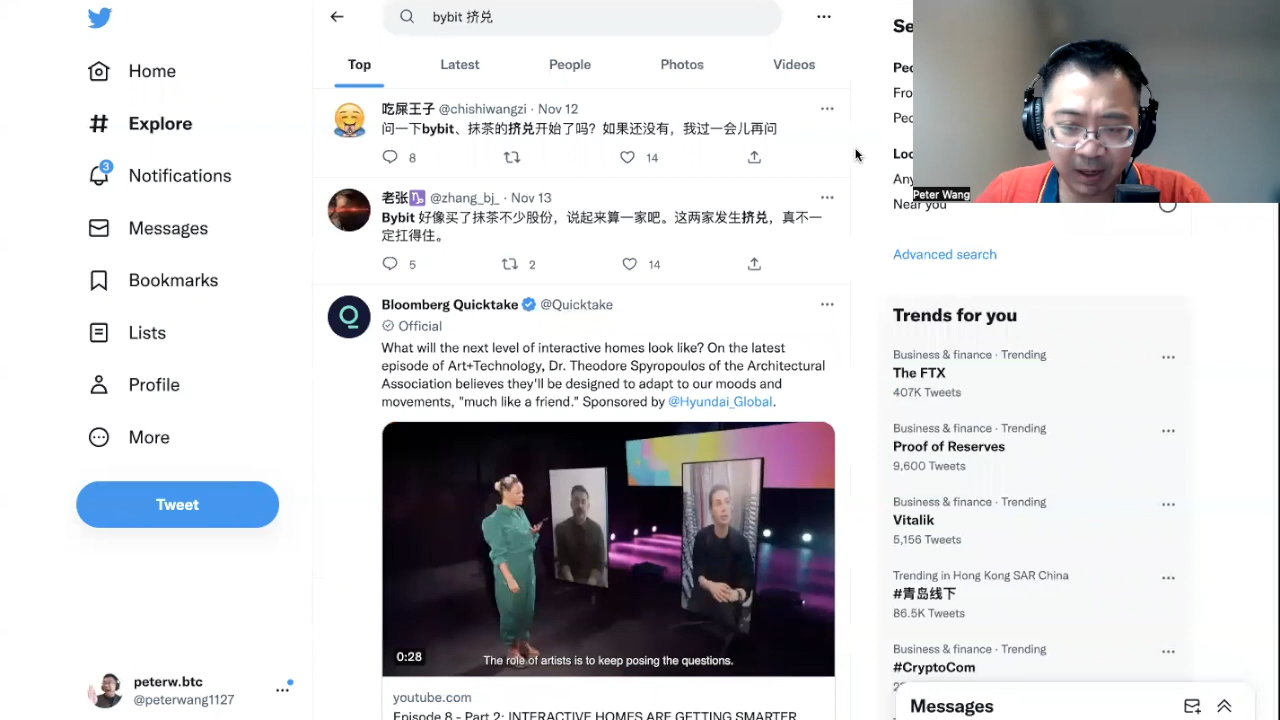 bybit 挤兑
Top
Latest
People
Photos
Videos
Home
Explore
3
Notifications
Messages
Bookmarks
Lists
Profile
More
Tweet
peterw.btc
@peterwang1127
吃屎王子 @chishiwangzi · Nov 12
问一下bybit、抹茶的挤兑开始了吗？如果还没有，我过一会儿再问
8
14
老张 @zhang_bj_ · Nov 13
Bybit 好像买了抹茶不少股份，说起来算一家吧。这两家发生挤兑，真不一
定扛得住。
5
2
14
Bloomberg Quicktake @Quicktake
Official
What will the next level of interactive homes look like? On the latest
episode of Art+Technology, Dr. Theodore Spyropoulos of the Architectural
Association believes they'll be designed to adapt to our moods and
movements, "much like a friend." Sponsored by @Hyundai_Global.
0:28
The role of artists is to keep posing the questions.
youtube.com
Episode 8 - Part 2: INTERACTIVE HOMES ARE GETTING SMARTER
Peter Wang
Near you
Advanced search
Trends for you
Business & finance · Trending
The FTX
407K Tweets
Business & finance · Trending
Proof of Reserves
9,600 Tweets
Business & finance · Trending
Vitalik
5,156 Tweets
Trending in Hong Kong SAR China
#青岛线下
86.5K Tweets
Business & finance · Trending
#CryptoCom
Messages